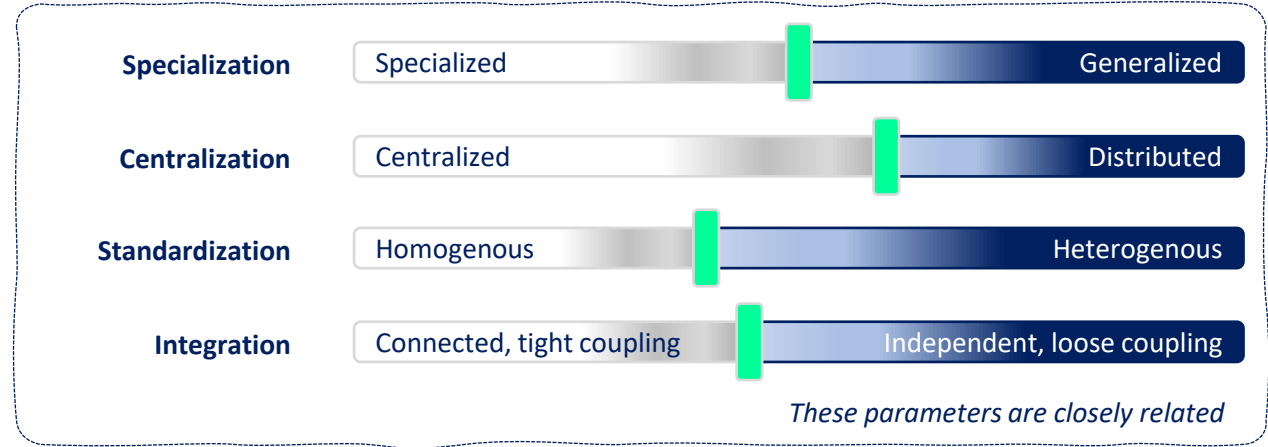 Specialization Specialized Generalized
Centralization Centralized Distributed
Standardization Homogenous Heterogenous
Integration Connected, tight coupling Independent, loose coupling
These parameters are closely related